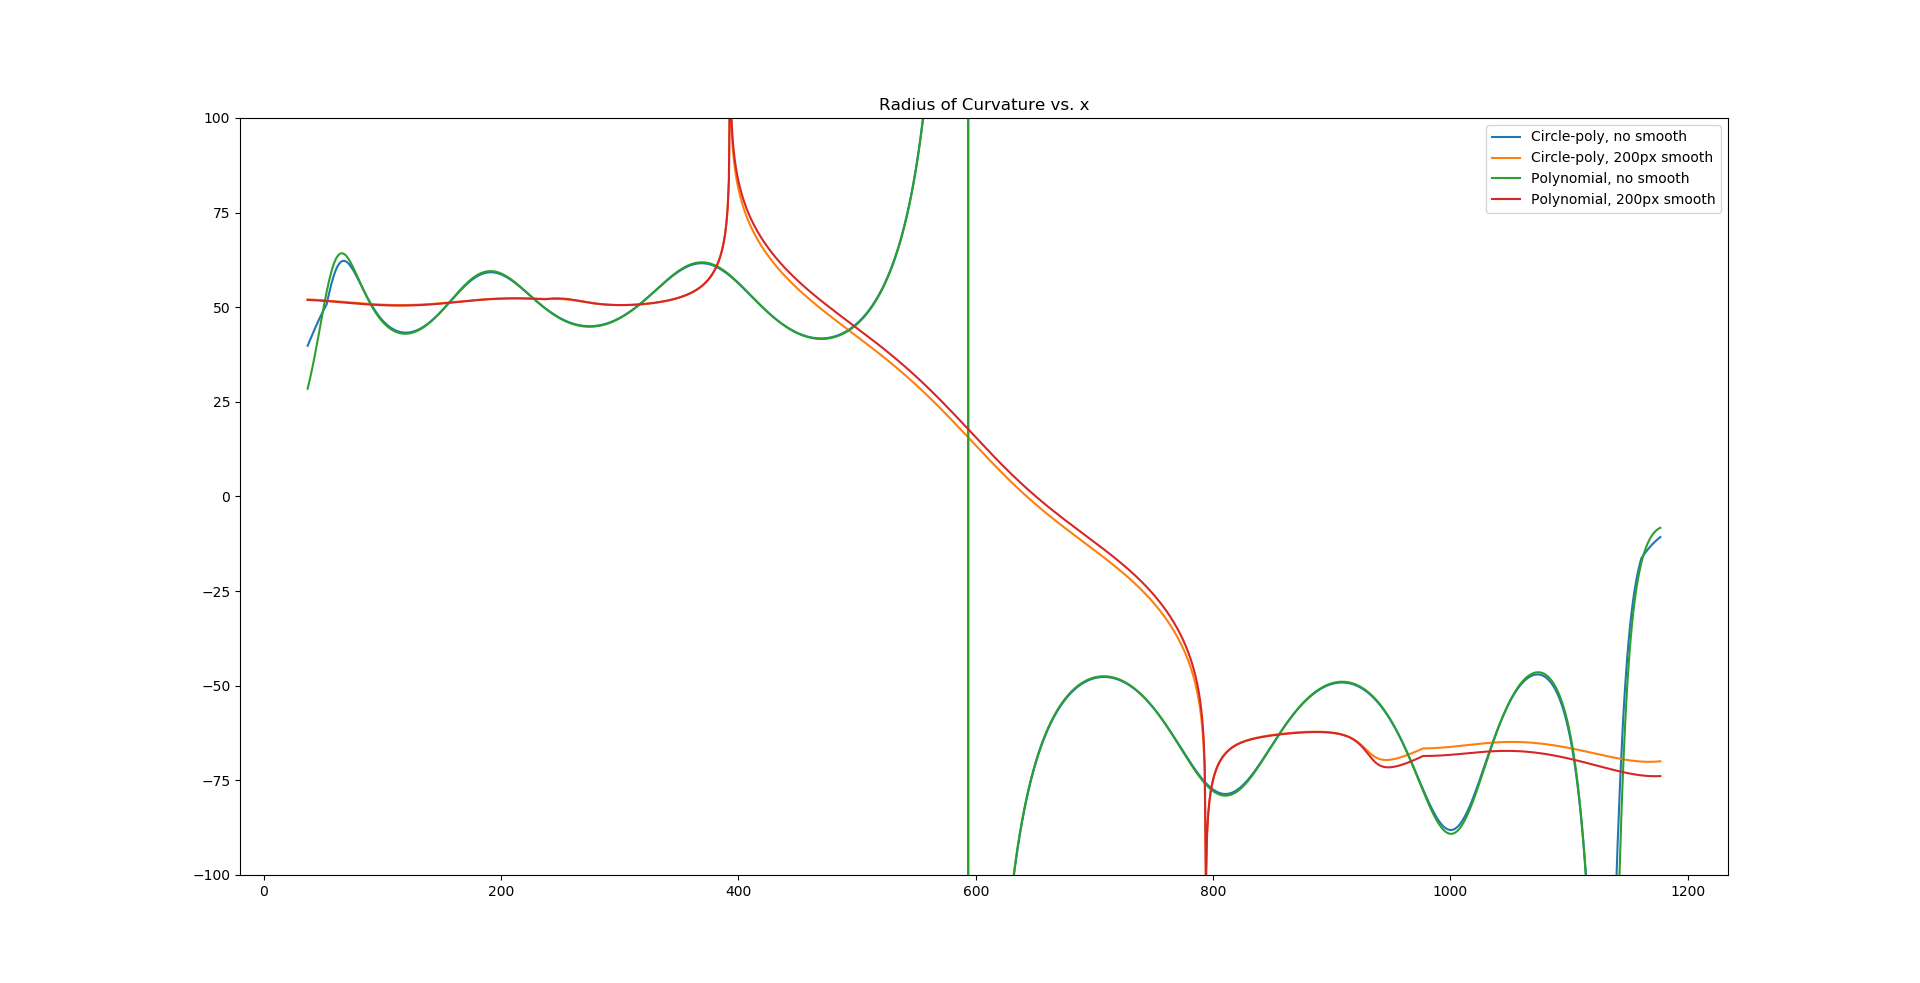 Radius of Curvature vs. x
100
75
50
25
0
−25
−50
−75
−100
0 200 400 600 800 1000 1200
Circle-poly, no smooth
Circle-poly, 200px smooth
Polynomial, no smooth
Polynomial, 200px smooth